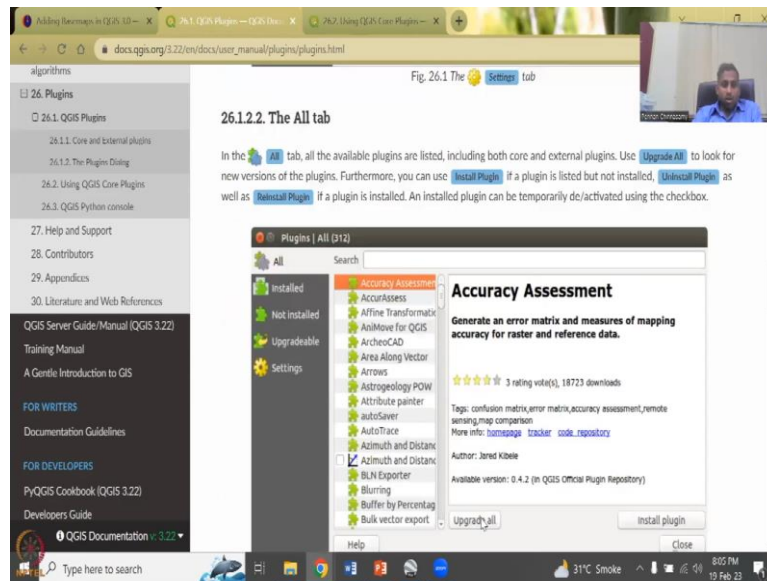 Adding Basemaps in QGIS 3.0 —
26.1. QGIS Plugins — QGIS Doc
26.2. Using QGIS Core Plugins —
docs.qgis.org/3.22/en/docs/user_manual/plugins/plugins.html
algorithms
26. Plugins
26.1. QGIS Plugins
26.1.1. Core and External plugins
26.1.2. The Plugins Dialog
26.2. Using QGIS Core Plugins
26.3. QGIS Python console
27. Help and Support
28. Contributors
29. Appendices
30. Literature and Web References
QGIS Server Guide/Manual (QGIS 3.22)
Training Manual
A Gentle Introduction to GIS
FOR WRITERS
Documentation Guidelines
FOR DEVELOPERS
PyQGIS Cookbook (QGIS 3.22)
Developers Guide
QGIS Documentation v: 3.22
Fig. 26.1 The Settings tab
26.1.2.2. The All tab
In the All tab, all the available plugins are listed, including both core and external plugins. Use Upgrade All to look for
new versions of the plugins. Furthermore, you can use Install Plugin if a plugin is listed but not installed, Uninstall Plugin as
well as Reinstall Plugin if a plugin is installed. An installed plugin can be temporarily de/activated using the checkbox.
Plugins | All (312)
All
Installed
Not installed
Upgradeable
Settings
Search
Accuracy Assessmen
AccurAssess
Affine Transformatic
AniMove for QGIS
ArcheoCAD
Area Along Vector
Arrows
Astrogeology POW
Attribute painter
autoSaver
AutoTrace
Azimuth and Distanc
Azimuth and Distanc
BLN Exporter
Blurring
Buffer by Percentag
Bulk vector export
Accuracy Assessment
Generate an error matrix and measures of mapping
accuracy for raster and reference data.
3 rating vote(s), 18723 downloads
Tags: confusion matrix,error matrix,accuracy assessment,remote
sensing,map comparison
More info: homepage tracker code repository
Author: Jared Kibele
Available version: 0.4.2 (in QGIS Official Plugin Repository)
Upgrade all
Install plugin
Help
Close
NPTEL
Type here to search
31°C Smoke
8:05 PM
19 Feb 23